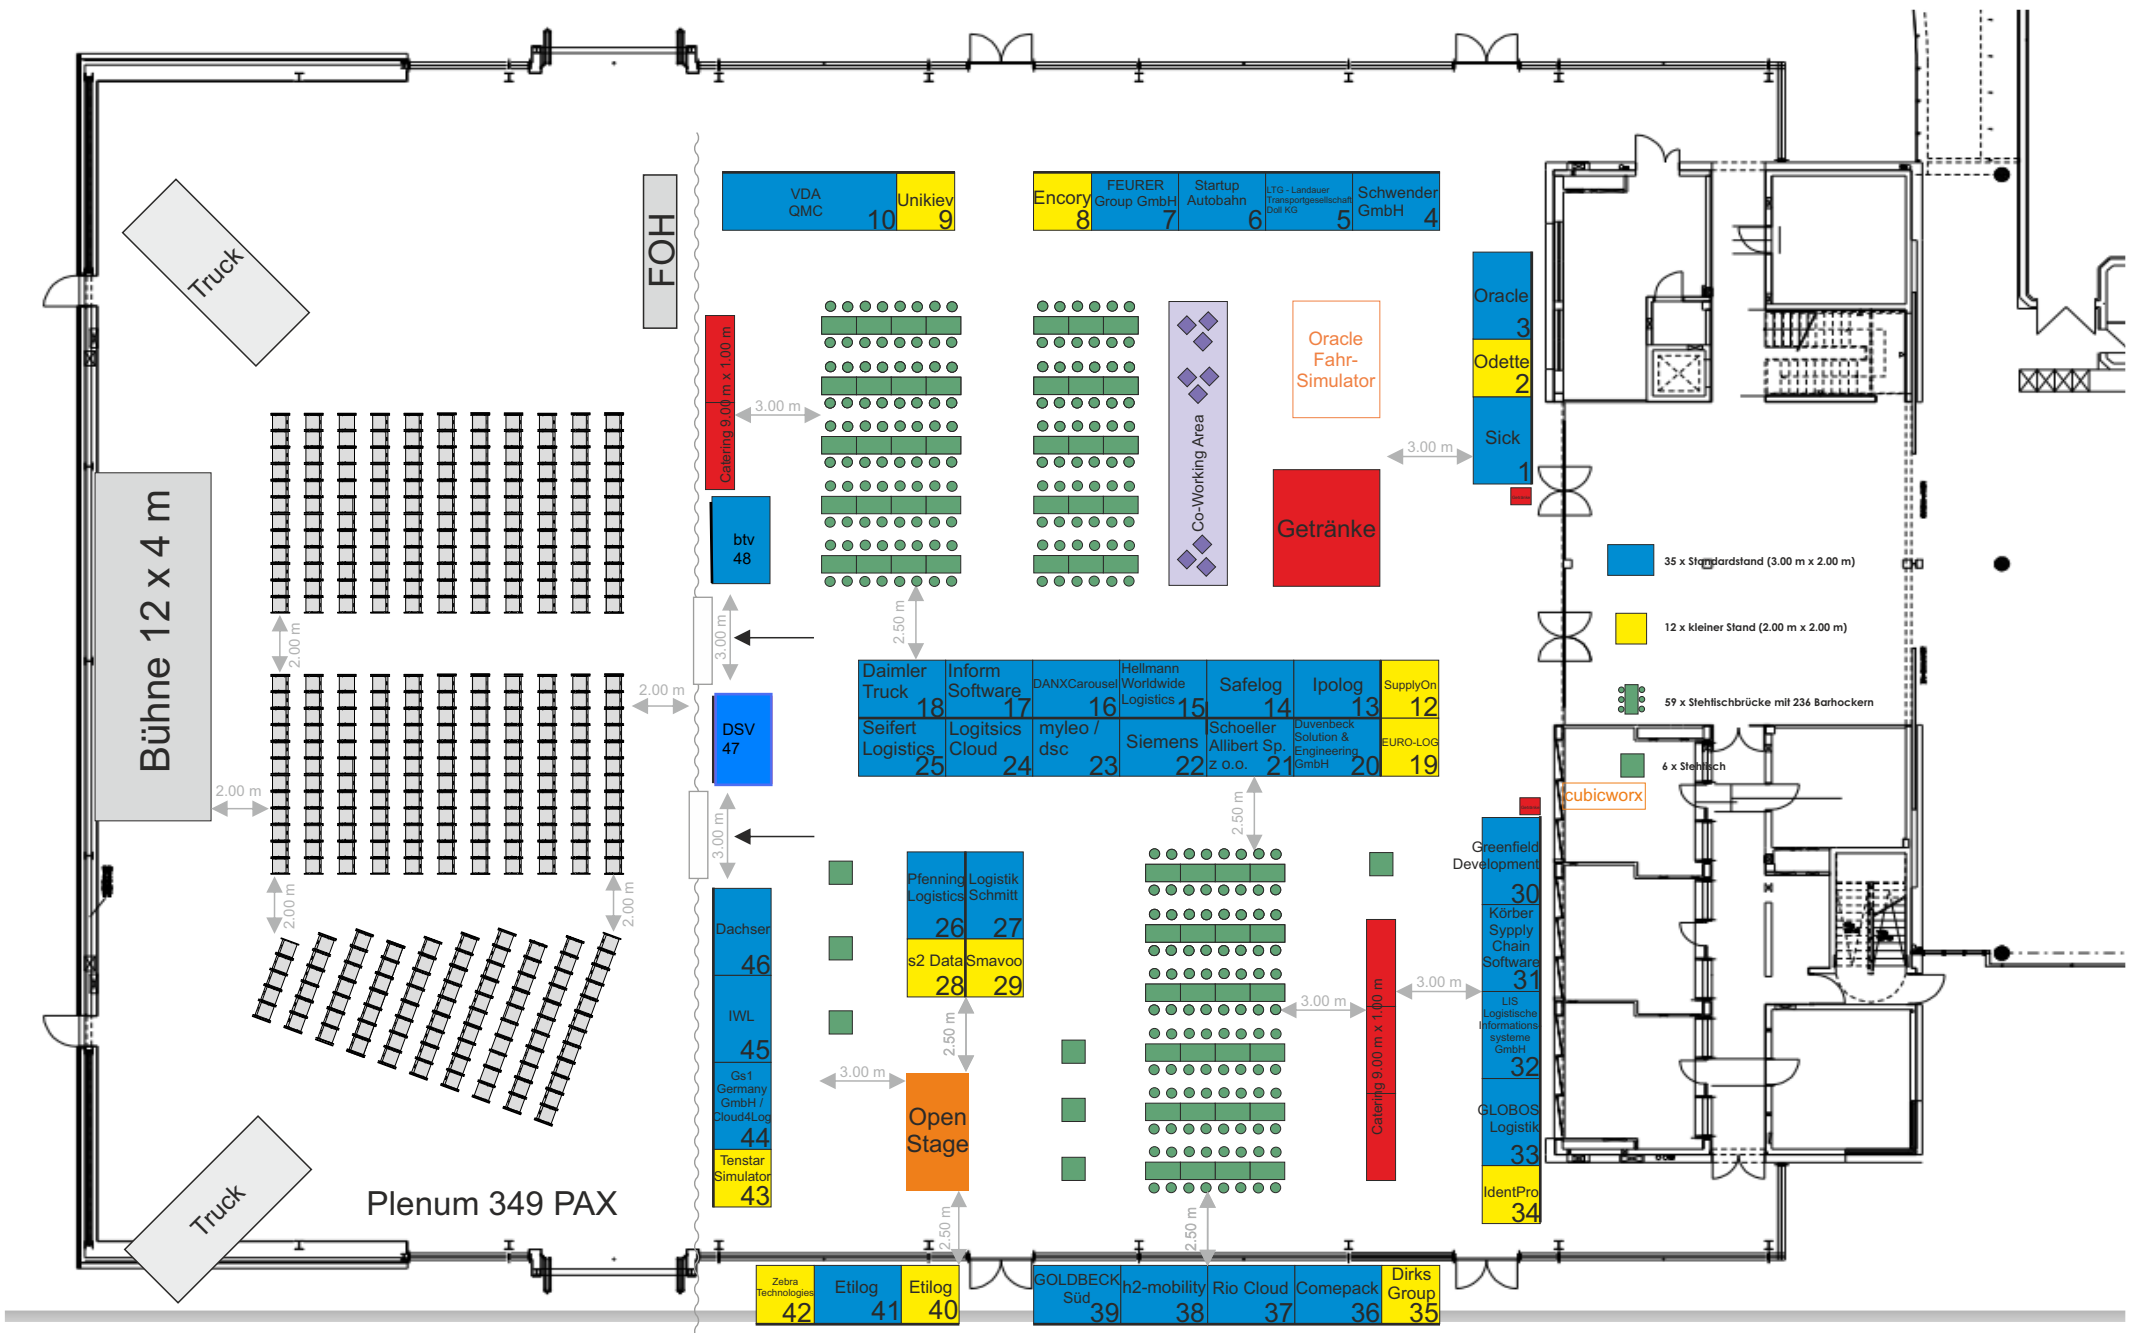 VDA
QMC
10
Unikiev
9
Encory
8
FEURER
Group GmbH
7
Startup
Autobahn
6
LTG - Landauer
Transportgesellschaft
Doll KG
5
Schwender
GmbH
4
Truck
FOH
Oracle
3
Odette
2
Sick
1
Catering 9.00 m x 1.00 m
3.00 m
Co-Working Area
Oracle
Fahr-
Simulator
3.00 m
Getränke
Bühne 12 x 4 m
btv
48
35 x Standardstand (3.00 m x 2.00 m)
12 x kleiner Stand (2.00 m x 2.00 m)
59 x Stehtischbrücke mit 236 Barhockern
6 x Stehtisch
cubicworx
2.00 m
3.00 m
2.50 m
2.00 m
DSV
47
Daimler
Truck
18
Inform
Software
17
DANXCarousel
16
Hellmann
Worldwide
Logistics
15
Safelog
14
Ipolog
13
SupplyOn
12
Seifert
Logistics
25
Logitsics
Cloud
24
myleo /
dsc
23
Siemens
22
Schoeller
Allibert Sp.
z o.o.
21
Duvenbeck
Solution &
Engineering
GmbH
20
EURO-LOG
19
2.00 m
3.00 m
2.50 m
2.00 m
2.00 m
Pfenning
Logistics
26
Logistik
Schmitt
27
s2 Data
28
Smavoo
29
Greenfield
Development
30
Körber
Sypply
Chain
Software
31
LIS
Logistische
Informations-
systeme
GmbH
32
GLOBOS
Logistik
33
IdentPro
34
Dachser
46
IWL
45
Gs1
Germany
GmbH /
Cloud4Log
44
Tenstar
Simulator
43
2.50 m
3.00 m
3.00 m
3.00 m
Catering 9.00 m x 1.00 m
Open
Stage
Truck
Plenum 349 PAX
2.50 m
2.50 m
Zebra
Technologies
42
Etilog
41
Etilog
40
GOLDBECK
Süd
39
h2-mobility
38
Rio Cloud
37
Comepack
36
Dirks
Group
35